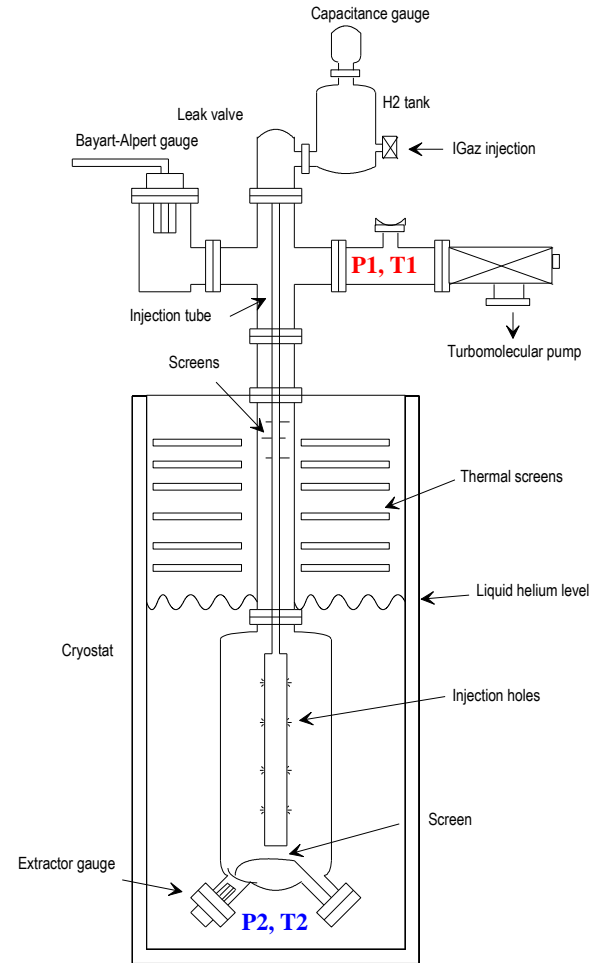 Capacitance gauge
H2 tank
Leak valve
Bayart-Alpert gauge
IGaz injection
P1, T1
Injection tube
Turbomolecular pump
Screens
Thermal screens
Liquid helium level
Cryostat
Injection holes
Screen
Extractor gauge
P2, T2